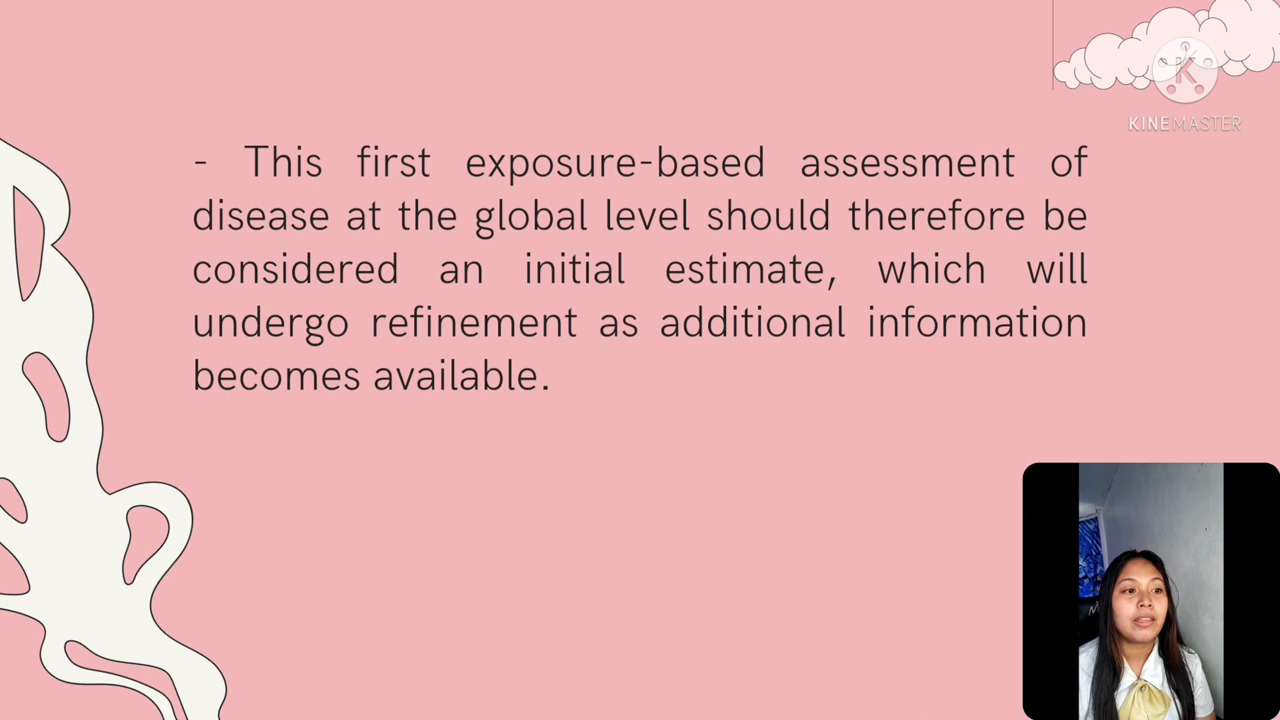 KINEMASTER
- This first exposure-based assessment of
disease at the global level should therefore be
considered an initial estimate, which will
undergo refinement as additional information
becomes available.